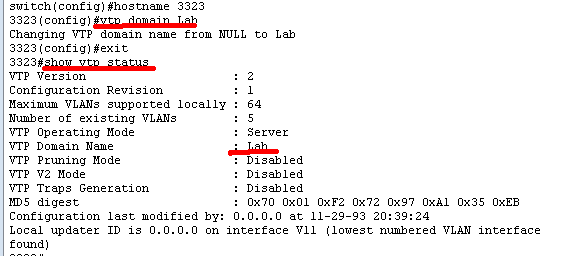 switch(config)#hostname 3323
3323(config)#vtp domain Lab
Changing VTP domain name from NULL to Lab
3323(config)#exit
3323#show vtp status
VTP Version : 2
Configuration Revision : 1
Maximum VLANs supported locally : 64
Number of existing VLANs : 5
VTP Operating Mode : Server
VTP Domain Name : Lab
VTP Pruning Mode : Disabled
VTP V2 Mode : Disabled
VTP Traps Generation : Disabled
MD5 digest : 0x70 0x01 0xF2 0x72 0x97 0xA1 0x35 0xEB
Configuration last modified by: 0.0.0.0 at 11-29-93 20:39:24
Local updater ID is 0.0.0.0 on interface Vl1 (lowest numbered VLAN interface
found)
3323#